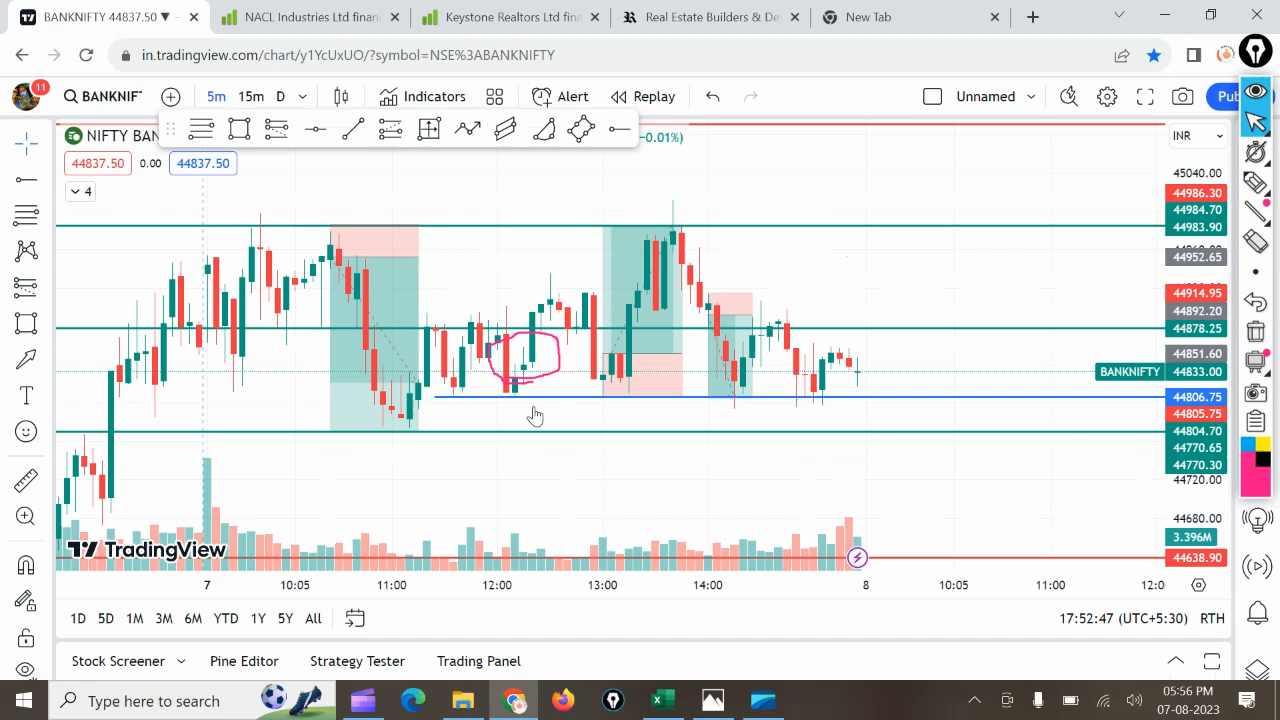 BANKNIFTY 44837.50 ▼ −
NACL Industries Ltd finan
Keystone Realtors Ltd fina
Real Estate Builders & De
New Tab
in.tradingview.com/chart/y1YcUxUO/?symbol=NSE%3ABANKNIFTY
11
BANKNIF
5m
15m
D
Indicators
Alert
Replay
Unnamed
Pub
NIFTY BAN
−0.01%)
INR
44837.50
0.00
44837.50
4
45040.00
44986.30
44984.70
44983.90
44952.65
44914.95
44892.20
44878.25
44851.60
BANKNIFTY
44833.00
44806.75
44805.75
44804.70
44770.65
44770.30
44720.00
44680.00
3.396M
44638.90
TradingView
7
10:05
11:00
12:00
13:00
14:00
8
10:05
11:00
12:0
1D
5D
1M
3M
6M
YTD
1Y
5Y
All
17:52:47 (UTC+5:30)
RTH
Stock Screener
Pine Editor
Strategy Tester
Trading Panel
Type here to search
05:56 PM
07-08-2023